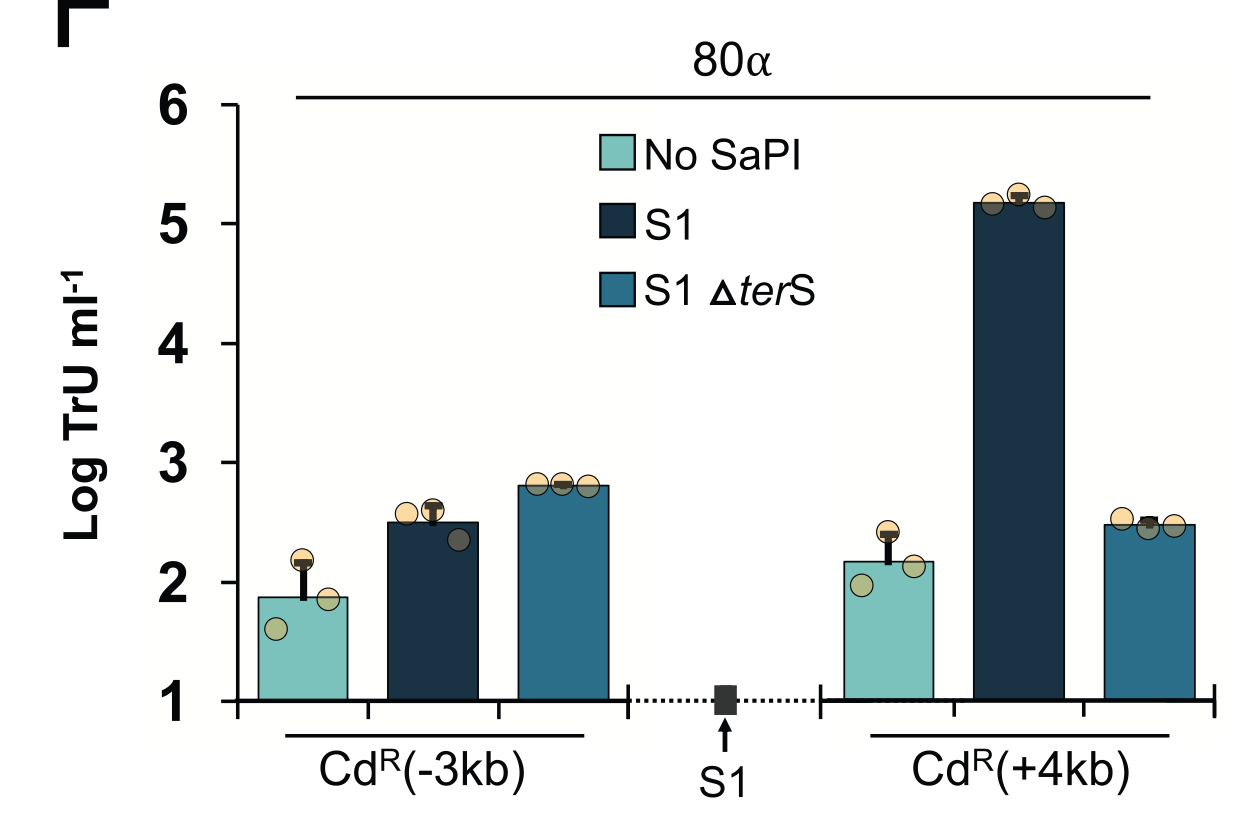 F
80α
6
5
4
3
2
1
Log TrU ml⁻¹
No SaPI
S1
S1 ΔterS
Cdᴿ(-3kb)
S1
Cdᴿ(+4kb)